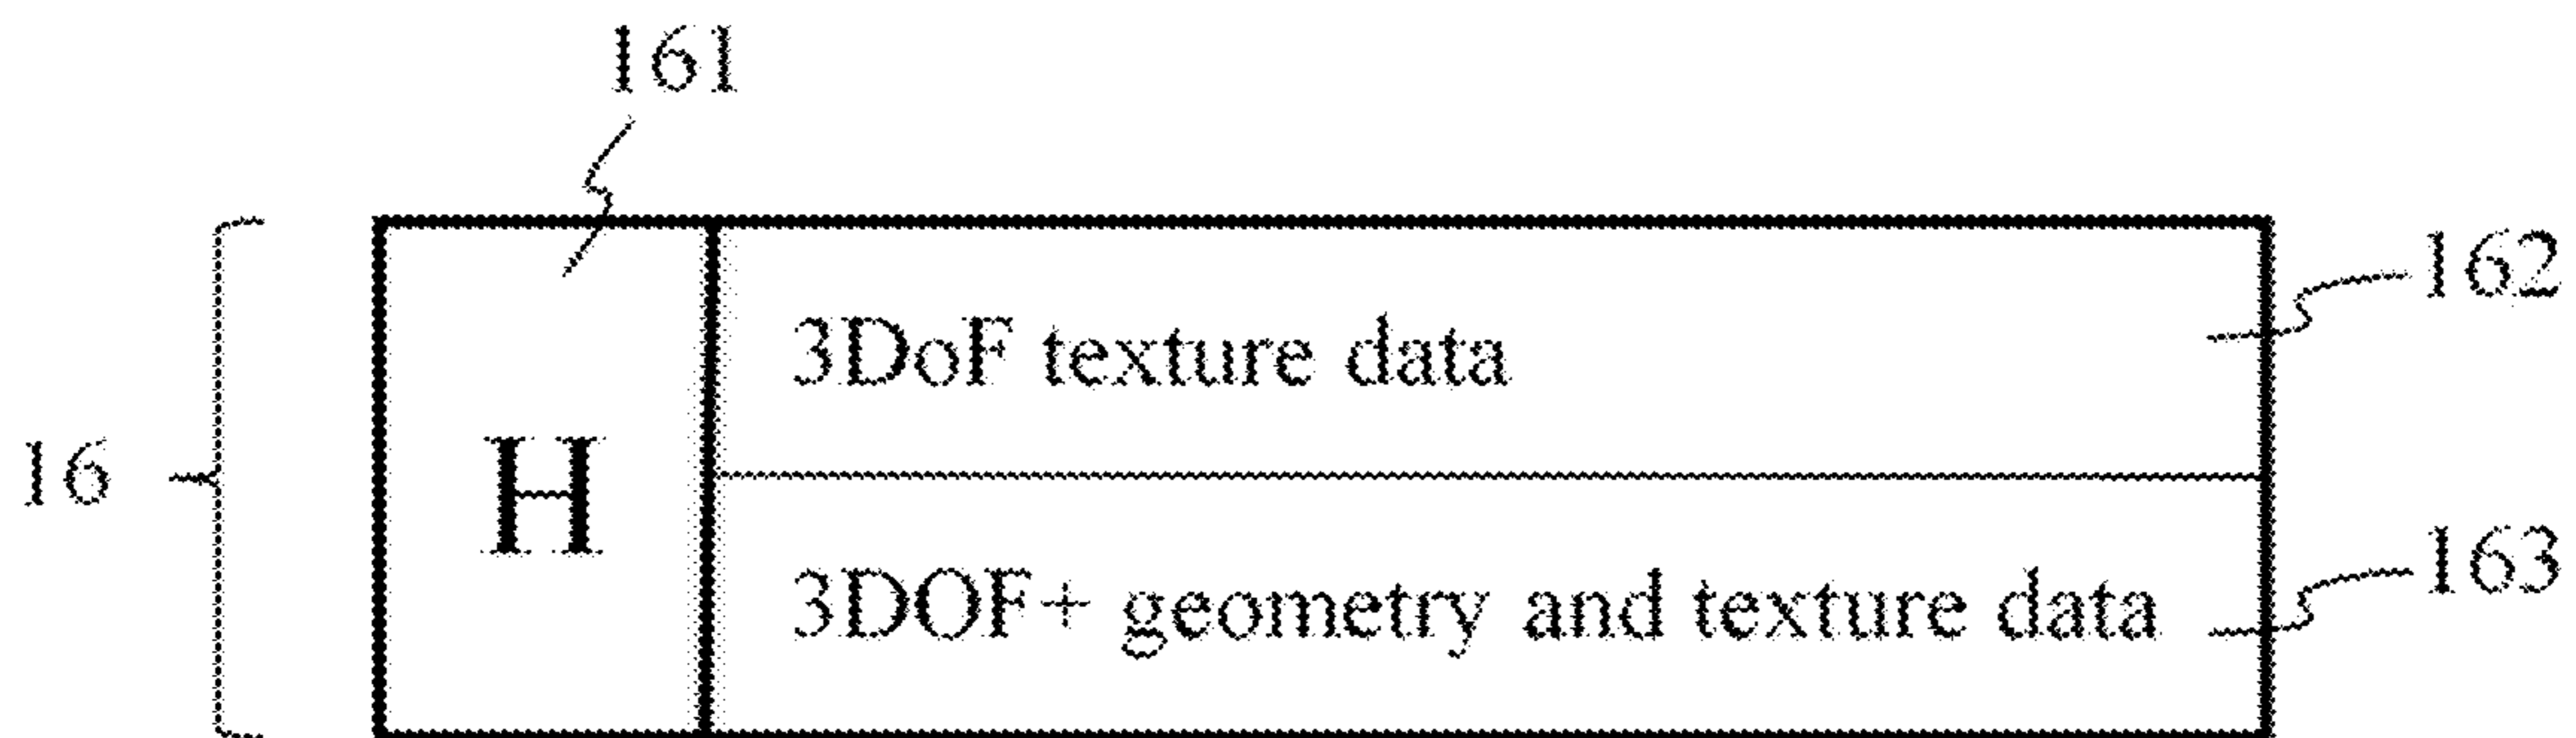 161
162
3DoF texture data
16
H
163
3DOF+ geometry and texture data